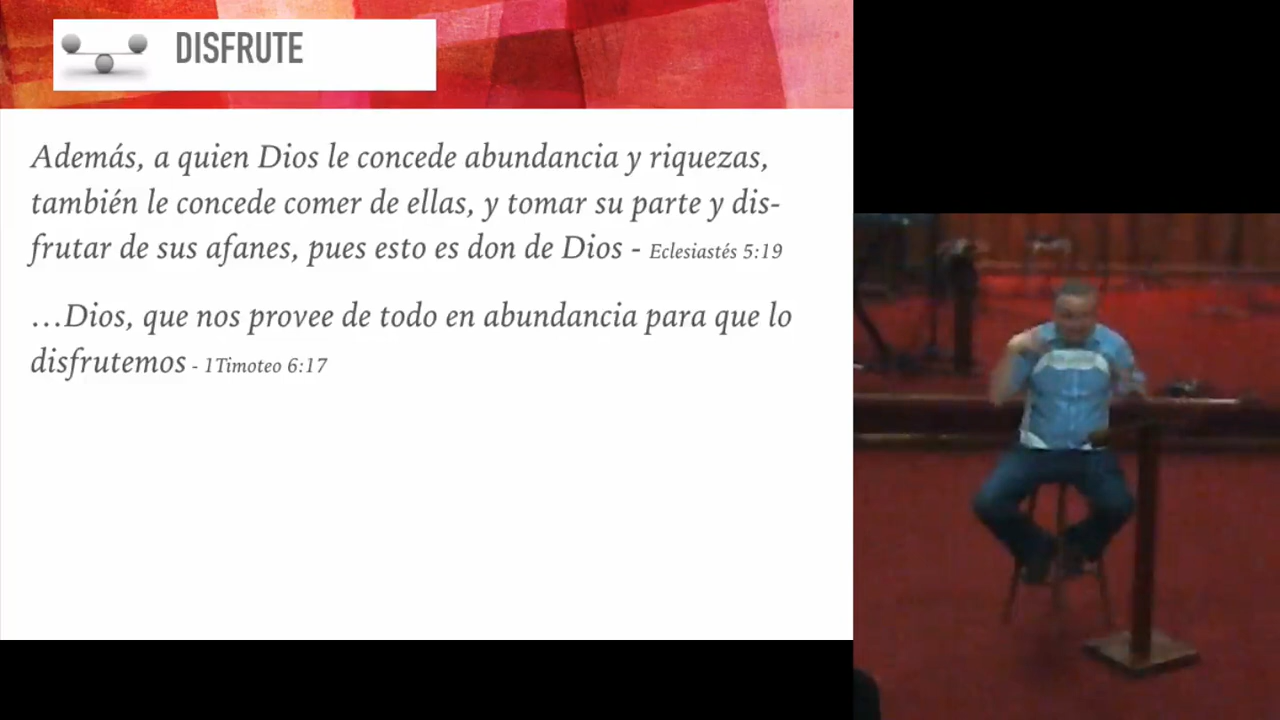 DISFRUTE
Además, a quien Dios le concede abundancia y riquezas,
también le concede comer de ellas, y tomar su parte y dis-
frutar de sus afanes, pues esto es don de Dios - Eclesiastés 5:19
...Dios, que nos provee de todo en abundancia para que lo
disfrutemos - 1Timoteo 6:17